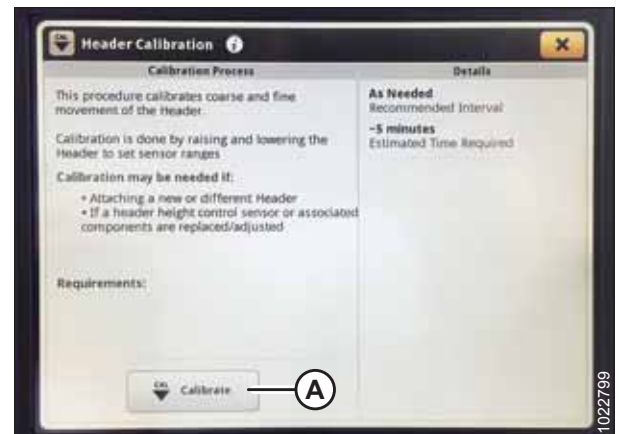 CAL
Header Calibration i
Calibration Process
Details
This procedure calibrates coarse and fine
movement of the Header.
Calibration is done by raising and lowering the
Header to set sensor ranges
Calibration may be needed if:
• Attaching a new or different Header
• If a header height control sensor or associated
components are replaced/adjusted
Requirements:
As Needed
Recommended Interval
~5 minutes
Estimated Time Required
CAL
Calibrate
A
1022799